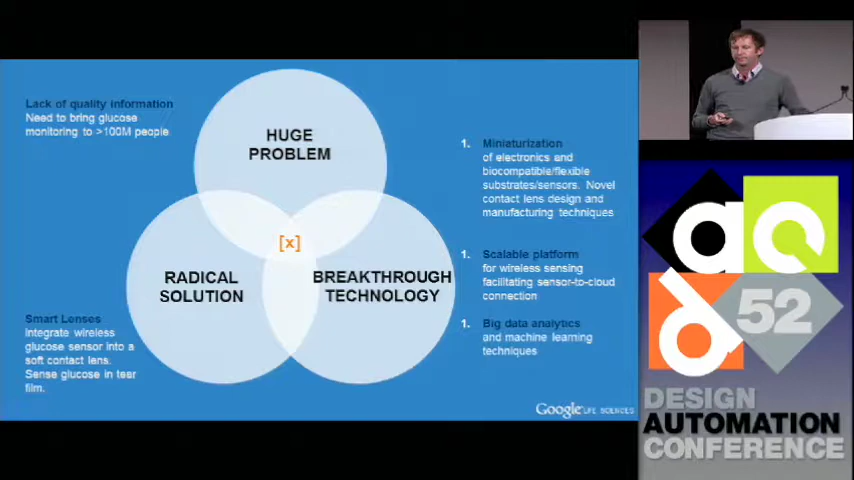 Lack of quality information
Need to bring glucose
monitoring to >100M people
HUGE
PROBLEM
[x]
RADICAL
SOLUTION
BREAKTHROUGH
TECHNOLOGY
Smart Lenses
Integrate wireless
glucose sensor into a
soft contact lens.
Sense glucose in tear
film.
1. Miniaturization
of electronics and
biocompatible/flexible
substrates/sensors. Novel
contact lens design and
manufacturing techniques
1. Scalable platform
for wireless sensing
facilitating sensor-to-cloud
connection
1. Big data analytics
and machine learning
techniques
Google LIFE SCIENCES
dac
52
DESIGN
AUTOMATION
CONFERENCE